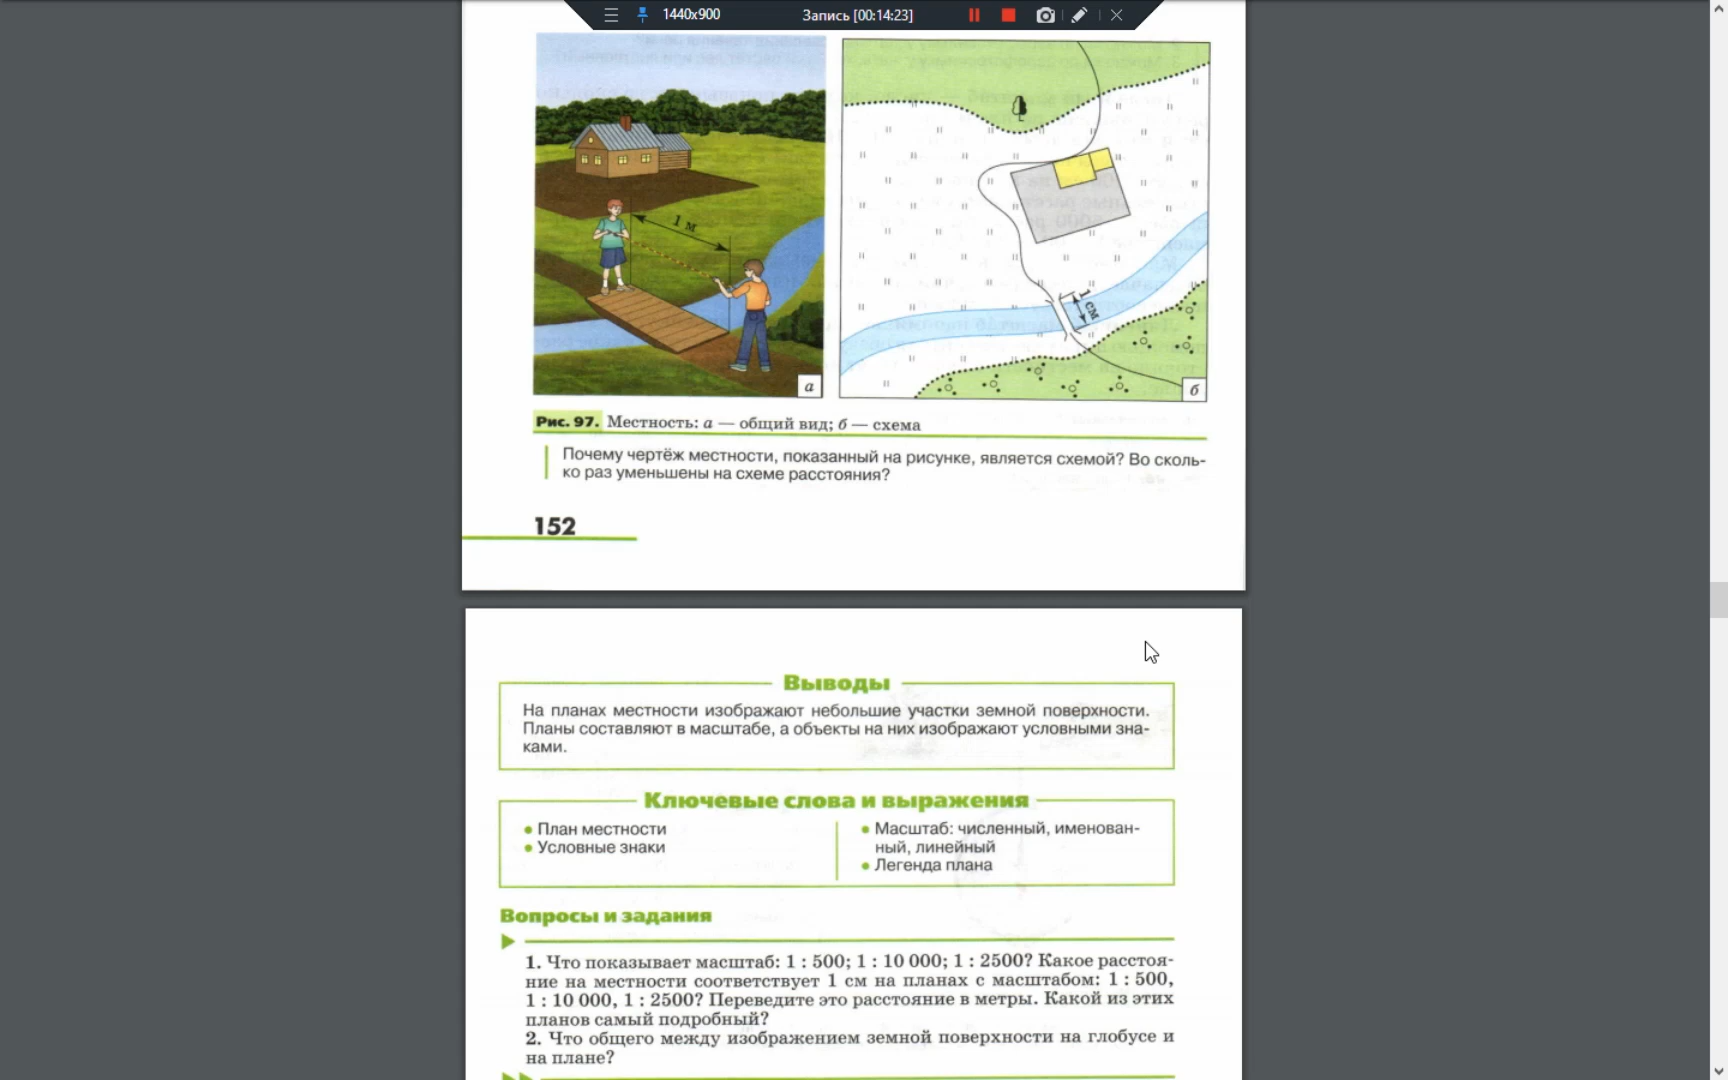 1440x900
Запись [00:14:23]
1 м
а
1 см
б
Рис. 97. Местность: а — общий вид; б — схема
Почему чертёж местности, показанный на рисунке, является схемой? Во сколь-
ко раз уменьшены на схеме расстояния?
152
Выводы
На планах местности изображают небольшие участки земной поверхности.
Планы составляют в масштабе, а объекты на них изображают условными зна-
ками.
Ключевые слова и выражения
• План местности
• Условные знаки
• Масштаб: численный, именован-
ный, линейный
• Легенда плана
Вопросы и задания
1. Что показывает масштаб: 1 : 500; 1 : 10 000; 1 : 2500? Какое расстоя-
ние на местности соответствует 1 см на планах с масштабом: 1 : 500,
1 : 10 000, 1 : 2500? Переведите это расстояние в метры. Какой из этих
планов самый подробный?
2. Что общего между изображением земной поверхности на глобусе и
на плане?